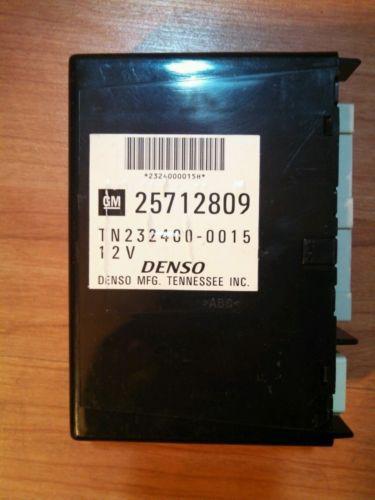 *2324000015H*
GM 25712809
TN232400-0015
12V
DENSO
DENSO MFG. TENNESSEE INC.
>ABS<